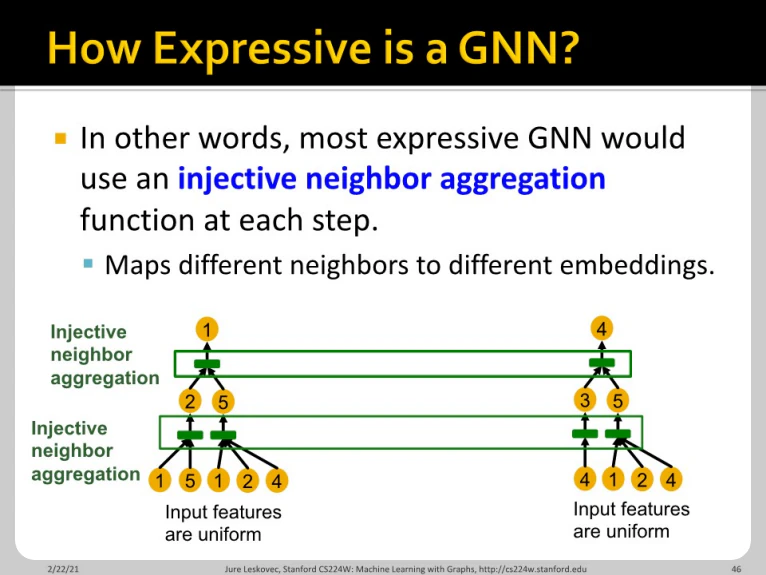 How Expressive is a GNN?
In other words, most expressive GNN would
use an injective neighbor aggregation
function at each step.
Maps different neighbors to different embeddings.
Injective
neighbor
aggregation
1
4
2 5
3 5
Injective
neighbor
aggregation
1 5 1 2 4
4 1 2 4
Input features
are uniform
Input features
are uniform
2/22/21
Jure Leskovec, Stanford CS224W: Machine Learning with Graphs, http://cs224w.stanford.edu
46